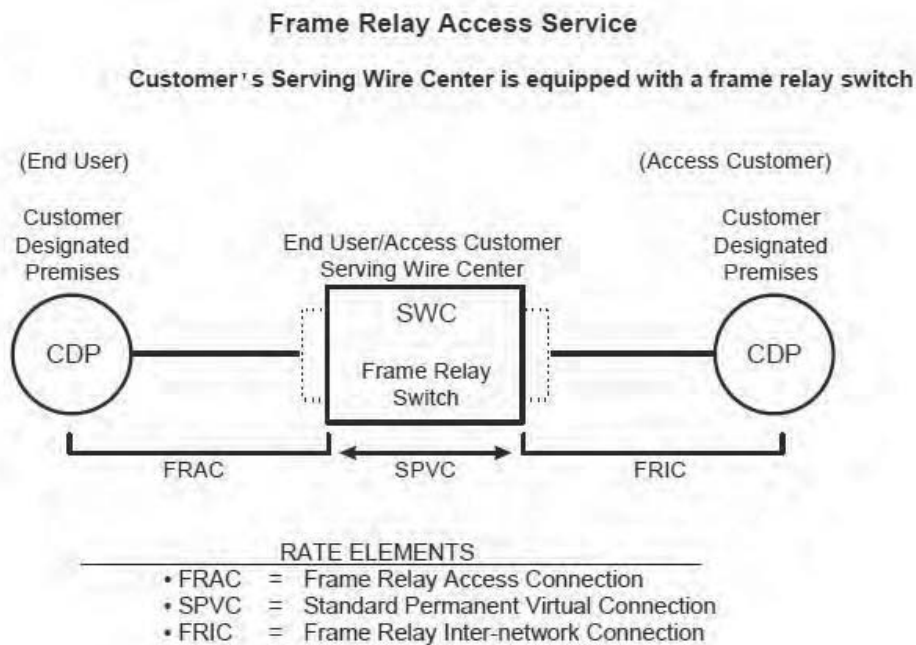 Frame Relay Access Service
Customer's Serving Wire Center is equipped with a frame relay switch
(End User)
(Access Customer)
Customer
Designated
Premises
End User/Access Customer
Serving Wire Center
Customer
Designated
Premises
CDP
SWC
Frame Relay
Switch
CDP
FRAC
SPVC
FRIC
RATE ELEMENTS
• FRAC = Frame Relay Access Connection
• SPVC = Standard Permanent Virtual Connection
• FRIC = Frame Relay Inter-network Connection